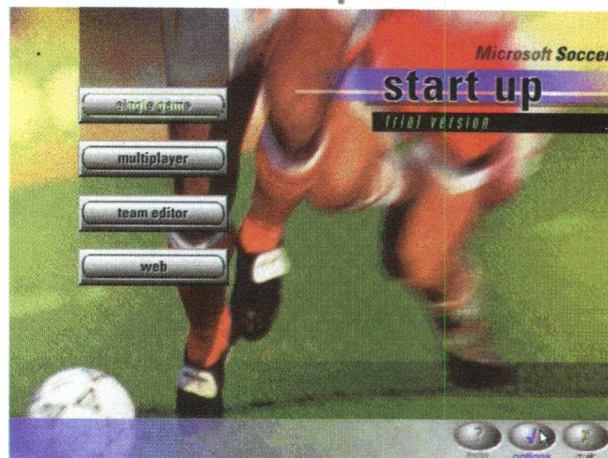 Microsoft Soccer
start up
trial version
single game
multiplayer
team editor
web
?
options